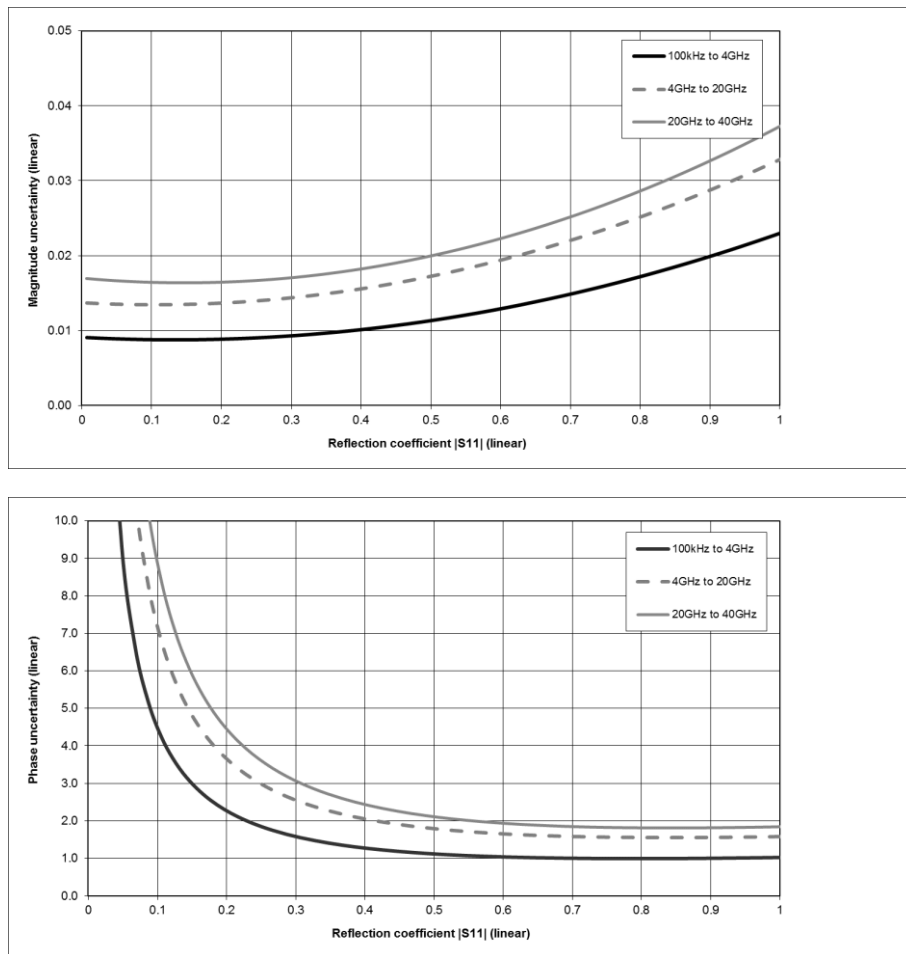 0.05
0.04
0.03
0.02
0.01
0.00
Magnitude uncertainty (linear)
100kHz to 4GHz
4GHz to 20GHz
20GHz to 40GHz
0 0.1 0.2 0.3 0.4 0.5 0.6 0.7 0.8 0.9 1
Reflection coefficient |S11| (linear)
10.0
9.0
8.0
7.0
6.0
5.0
4.0
3.0
2.0
1.0
0.0
Phase uncertainty (linear)
100kHz to 4GHz
4GHz to 20GHz
20GHz to 40GHz
0 0.1 0.2 0.3 0.4 0.5 0.6 0.7 0.8 0.9 1
Reflection coefficient |S11| (linear)